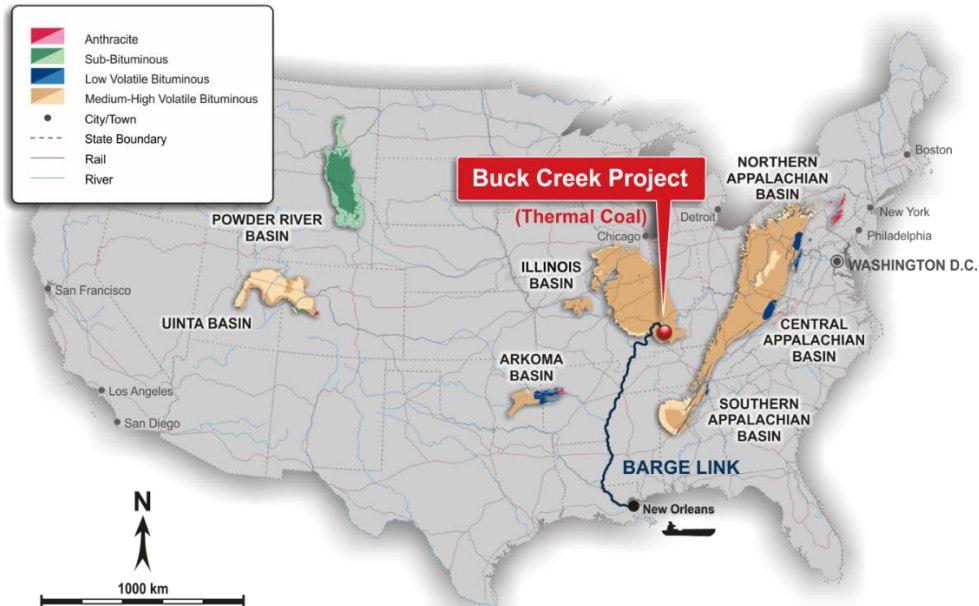 Anthracite
Sub-Bituminous
Low Volatile Bituminous
Medium-High Volatile Bituminous
City/Town
State Boundary
Rail
River
POWDER RIVER
BASIN
Buck Creek Project
(Thermal Coal)
Chicago
Detroit
NORTHERN
APPALACHIAN
BASIN
Boston
New York
Philadelphia
WASHINGTON D.C.
San Francisco
UINTA BASIN
ILLINOIS
BASIN
CENTRAL
APPALACHIAN
BASIN
ARKOMA
BASIN
Los Angeles
San Diego
SOUTHERN
APPALACHIAN
BASIN
BARGE LINK
New Orleans
N
1000 km